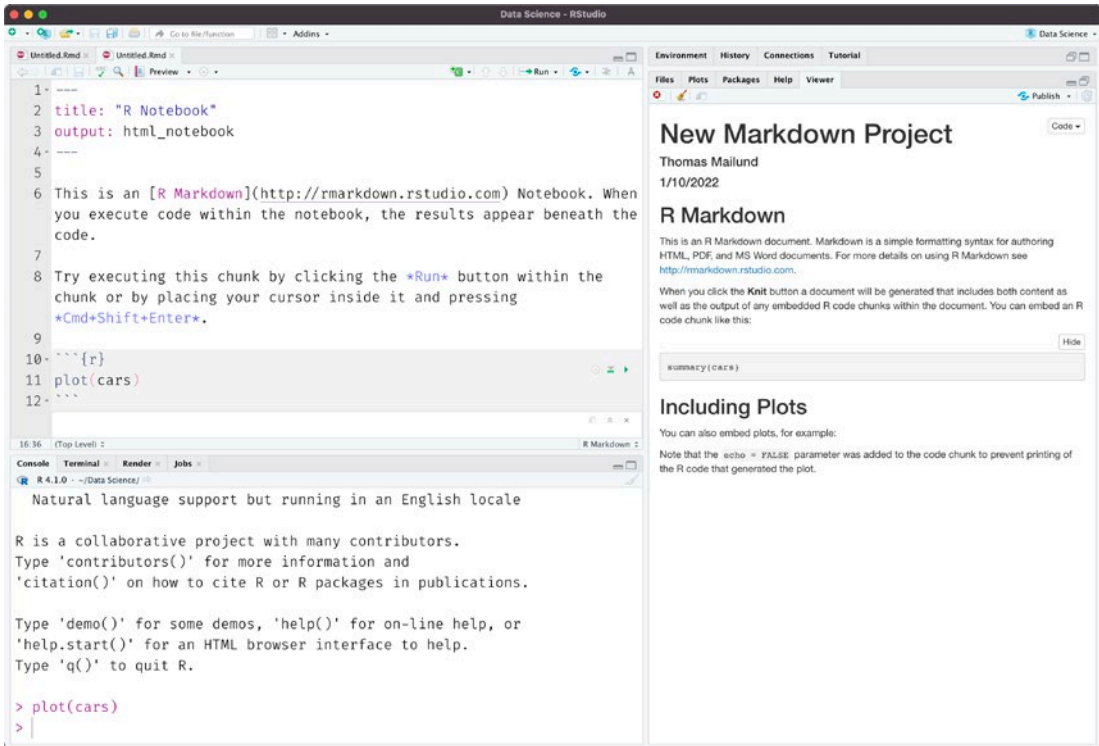 Data Science - RStudio
Go to file/function
Addins
Data Science
Untitled.Rmd
Untitled.Rmd
Preview
Run
1 ---
2 title: "R Notebook"
3 output: html_notebook
4 ---
5
6 This is an [R Markdown](http://rmarkdown.rstudio.com) Notebook. When
you execute code within the notebook, the results appear beneath the
code.
7
8 Try executing this chunk by clicking the *Run* button within the
chunk or by placing your cursor inside it and pressing
*Cmd+Shift+Enter*.
9
10 ```{r}
11 plot(cars)
12 ```
16:36 (Top Level)
R Markdown
Console Terminal Render Jobs
R 4.1.0 · ~/Data Science/
Natural language support but running in an English locale
R is a collaborative project with many contributors.
Type 'contributors()' for more information and
'citation()' on how to cite R or R packages in publications.
Type 'demo()' for some demos, 'help()' for on-line help, or
'help.start()' for an HTML browser interface to help.
Type 'q()' to quit R.
> plot(cars)
>
Environment History Connections Tutorial
Files Plots Packages Help Viewer
Publish
New Markdown Project
Code
Thomas Mailund
1/10/2022
R Markdown
This is an R Markdown document. Markdown is a simple formatting syntax for authoring
HTML, PDF, and MS Word documents. For more details on using R Markdown see
http://rmarkdown.rstudio.com.
When you click the Knit button a document will be generated that includes both content as
well as the output of any embedded R code chunks within the document. You can embed an R
code chunk like this:
Hide
summary(cars)
Including Plots
You can also embed plots, for example:
Note that the echo = FALSE parameter was added to the code chunk to prevent printing of
the R code that generated the plot.